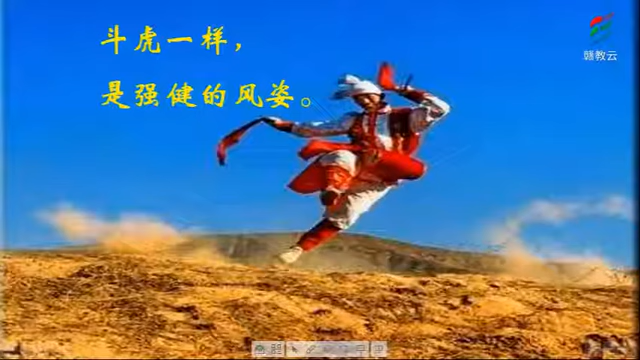 斗虎一样，
是强健的风姿。
赣教云